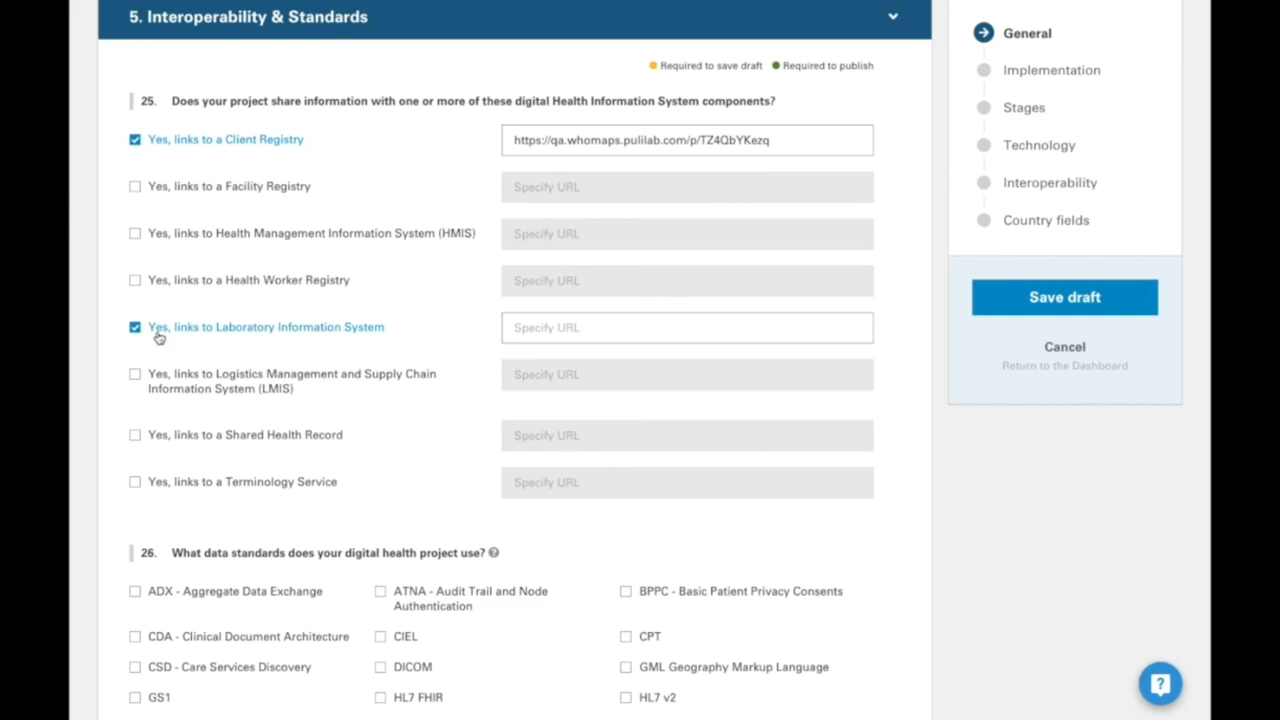 5. Interoperability & Standards
Required to save draft
Required to publish
25. Does your project share information with one or more of these digital Health Information System components?
Yes, links to a Client Registry
https://qa.whomaps.pulilab.com/p/TZ4QbYKezq
Yes, links to a Facility Registry
Specify URL
Yes, links to Health Management Information System (HMIS)
Specify URL
Yes, links to a Health Worker Registry
Specify URL
Yes, links to Laboratory Information System
Specify URL
Yes, links to Logistics Management and Supply Chain
Information System (LMIS)
Specify URL
Yes, links to a Shared Health Record
Specify URL
Yes, links to a Terminology Service
Specify URL
26. What data standards does your digital health project use?
ADX - Aggregate Data Exchange
ATNA - Audit Trail and Node
Authentication
BPPC - Basic Patient Privacy Consents
CDA - Clinical Document Architecture
CIEL
CPT
CSD - Care Services Discovery
DICOM
GML Geography Markup Language
GS1
HL7 FHIR
HL7 v2
General
Implementation
Stages
Technology
Interoperability
Country fields
Save draft
Cancel
Return to the Dashboard